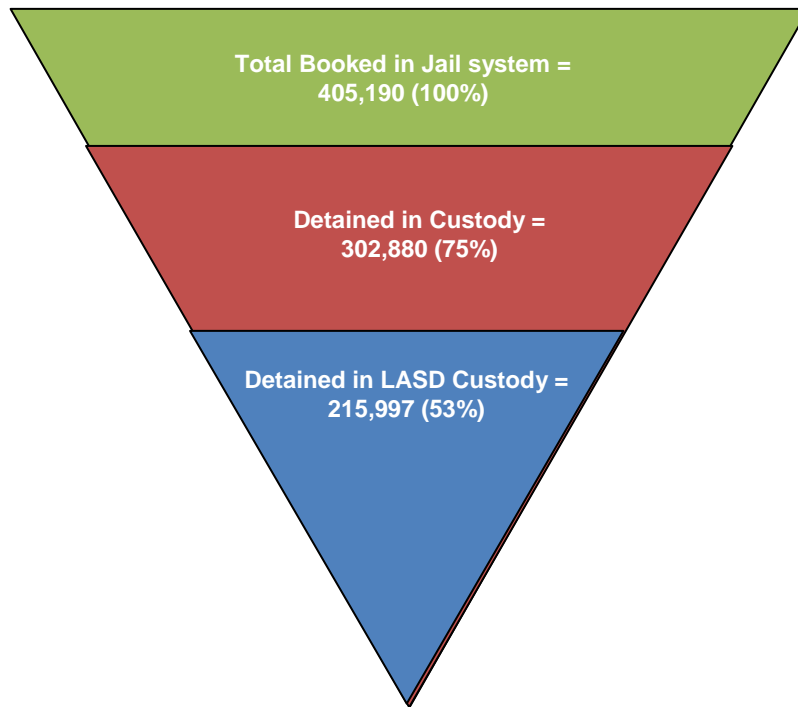 Total Booked in Jail system =
405,190 (100%)
Detained in Custody =
302,880 (75%)
Detained in LASD Custody =
215,997 (53%)